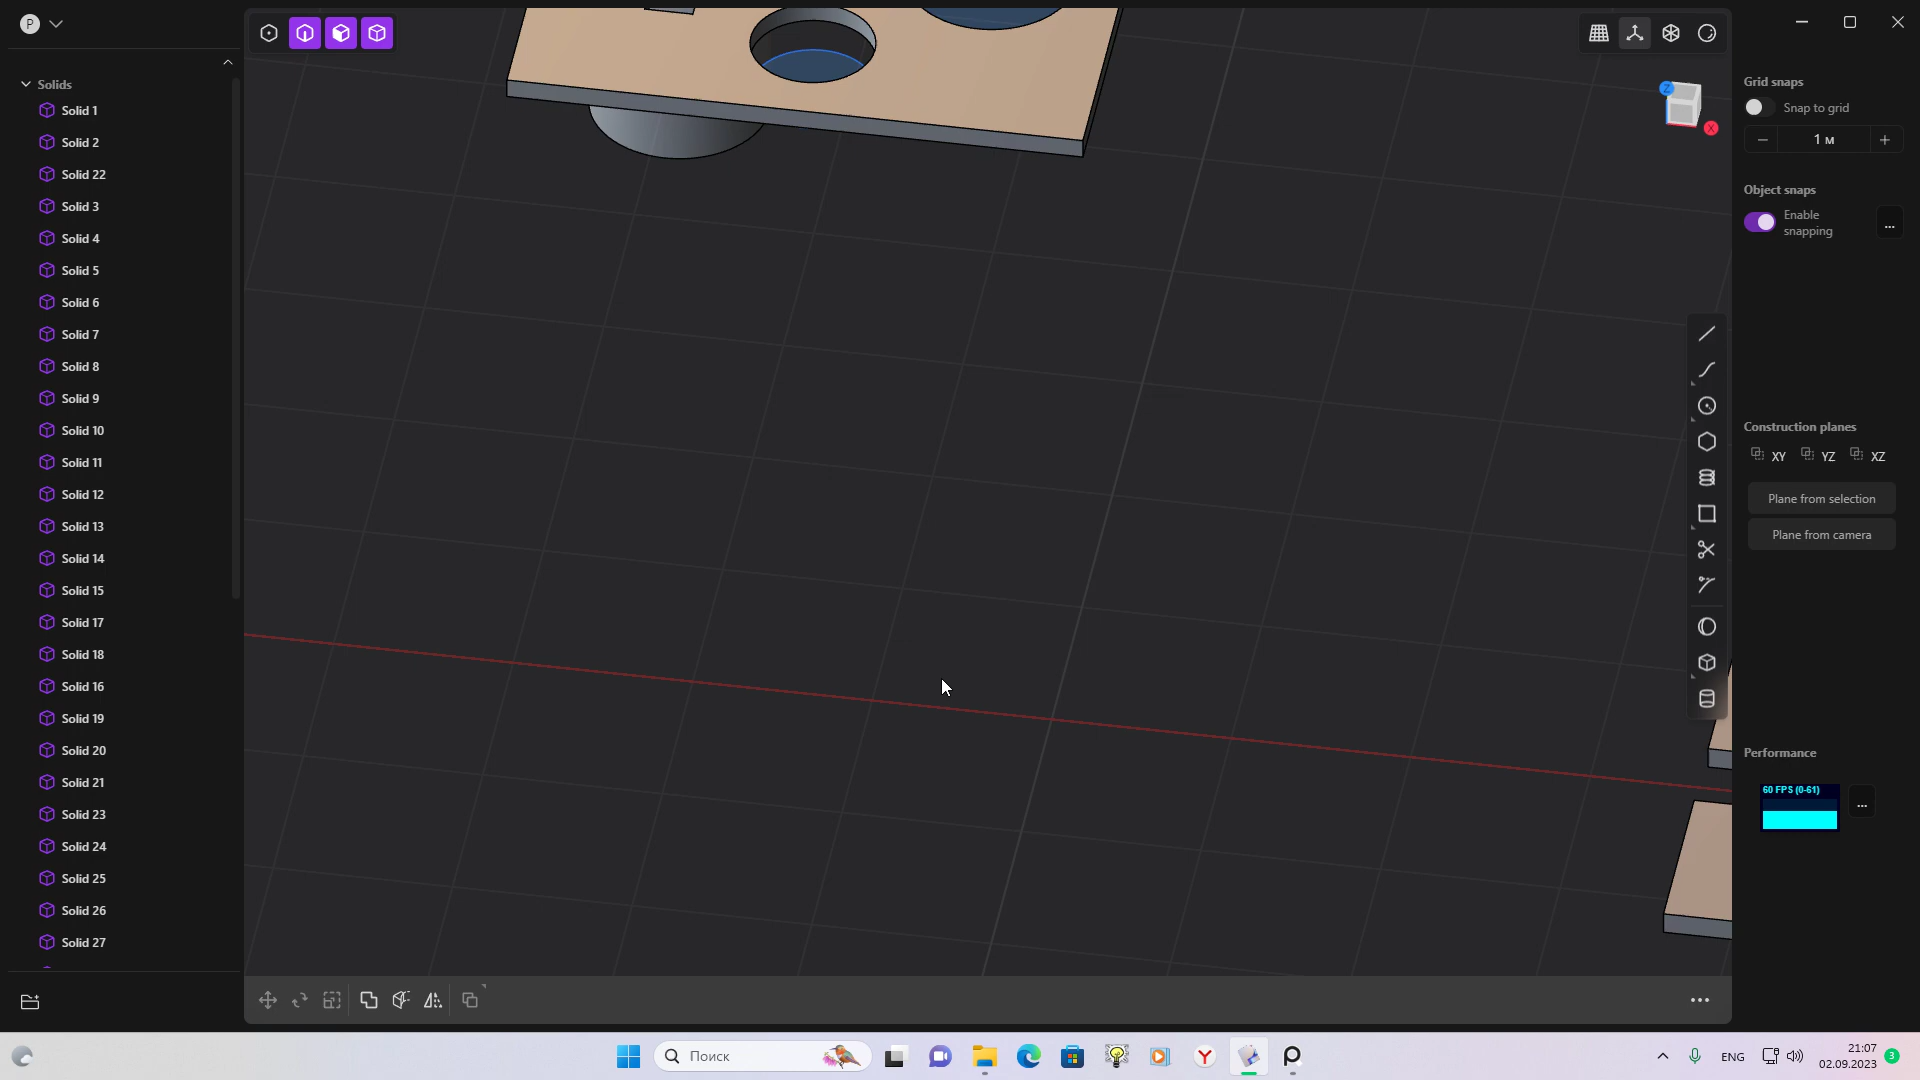 P
Solids
Solid 1
Solid 2
Solid 22
Solid 3
Solid 4
Solid 5
Solid 6
Solid 7
Solid 8
Solid 9
Solid 10
Solid 11
Solid 12
Solid 13
Solid 14
Solid 15
Solid 17
Solid 18
Solid 16
Solid 19
Solid 20
Solid 21
Solid 23
Solid 24
Solid 25
Solid 26
Solid 27
Z
X
Grid snaps
Snap to grid
1 м
Object snaps
Enable
snapping
...
Construction planes
XY YZ XZ
Plane from selection
Plane from camera
Performance
60 FPS (0-61)
...
Поиск
ENG
21:07
02.09.2023
3